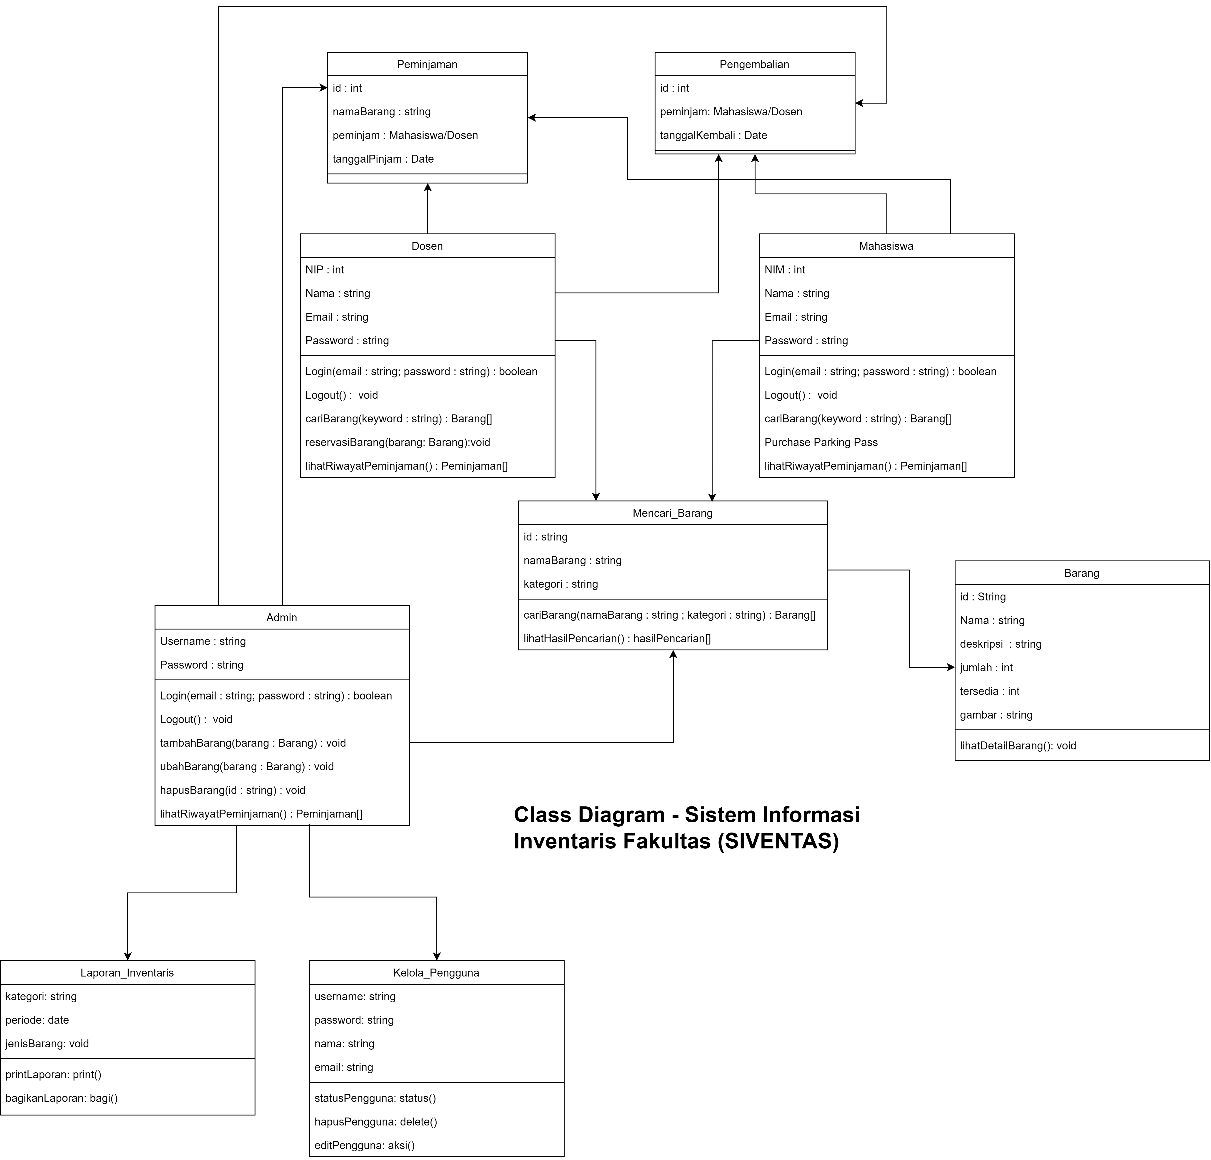 Peminjaman
id : int
namaBarang : string
peminjam : Mahasiswa/Dosen
tanggalPinjam : Date
Pengembalian
id : int
peminjam: Mahasiswa/Dosen
tanggalKembali : Date
Dosen
NIP : int
Nama : string
Email : string
Password : string
Login(email : string; password : string) : boolean
Logout() : void
cariBarang(keyword : string) : Barang[]
reservasiBarang(barang: Barang):void
lihatRiwayatPeminjaman() : Peminjaman[]
Mahasiswa
NIM : int
Nama : string
Email : string
Password : string
Login(email : string; password : string) : boolean
Logout() : void
cariBarang(keyword : string) : Barang[]
Purchase Parking Pass
lihatRiwayatPeminjaman() : Peminjaman[]
Mencari_Barang
id : string
namaBarang : string
kategori : string
cariBarang(namaBarang : string ; kategori : string) : Barang[]
lihatHasilPencarian() : hasilPencarian[]
Barang
id : String
Nama : string
deskripsi : string
jumlah : int
tersedia : int
gambar : string
lihatDetailBarang(): void
Admin
Username : string
Password : string
Login(email : string; password : string) : boolean
Logout() : void
tambahBarang(barang : Barang) : void
ubahBarang(barang : Barang) : void
hapusBarang(id : string) : void
lihatRiwayatPeminjaman() : Peminjaman[]
Class Diagram - Sistem Informasi
Inventaris Fakultas (SIVENTAS)
Laporan_Inventaris
kategori: string
periode: date
jenisBarang: void
printLaporan: print()
bagikanLaporan: bagi()
Kelola_Pengguna
username: string
password: string
nama: string
email: string
statusPengguna: status()
hapusPengguna: delete()
editPengguna: aksi()